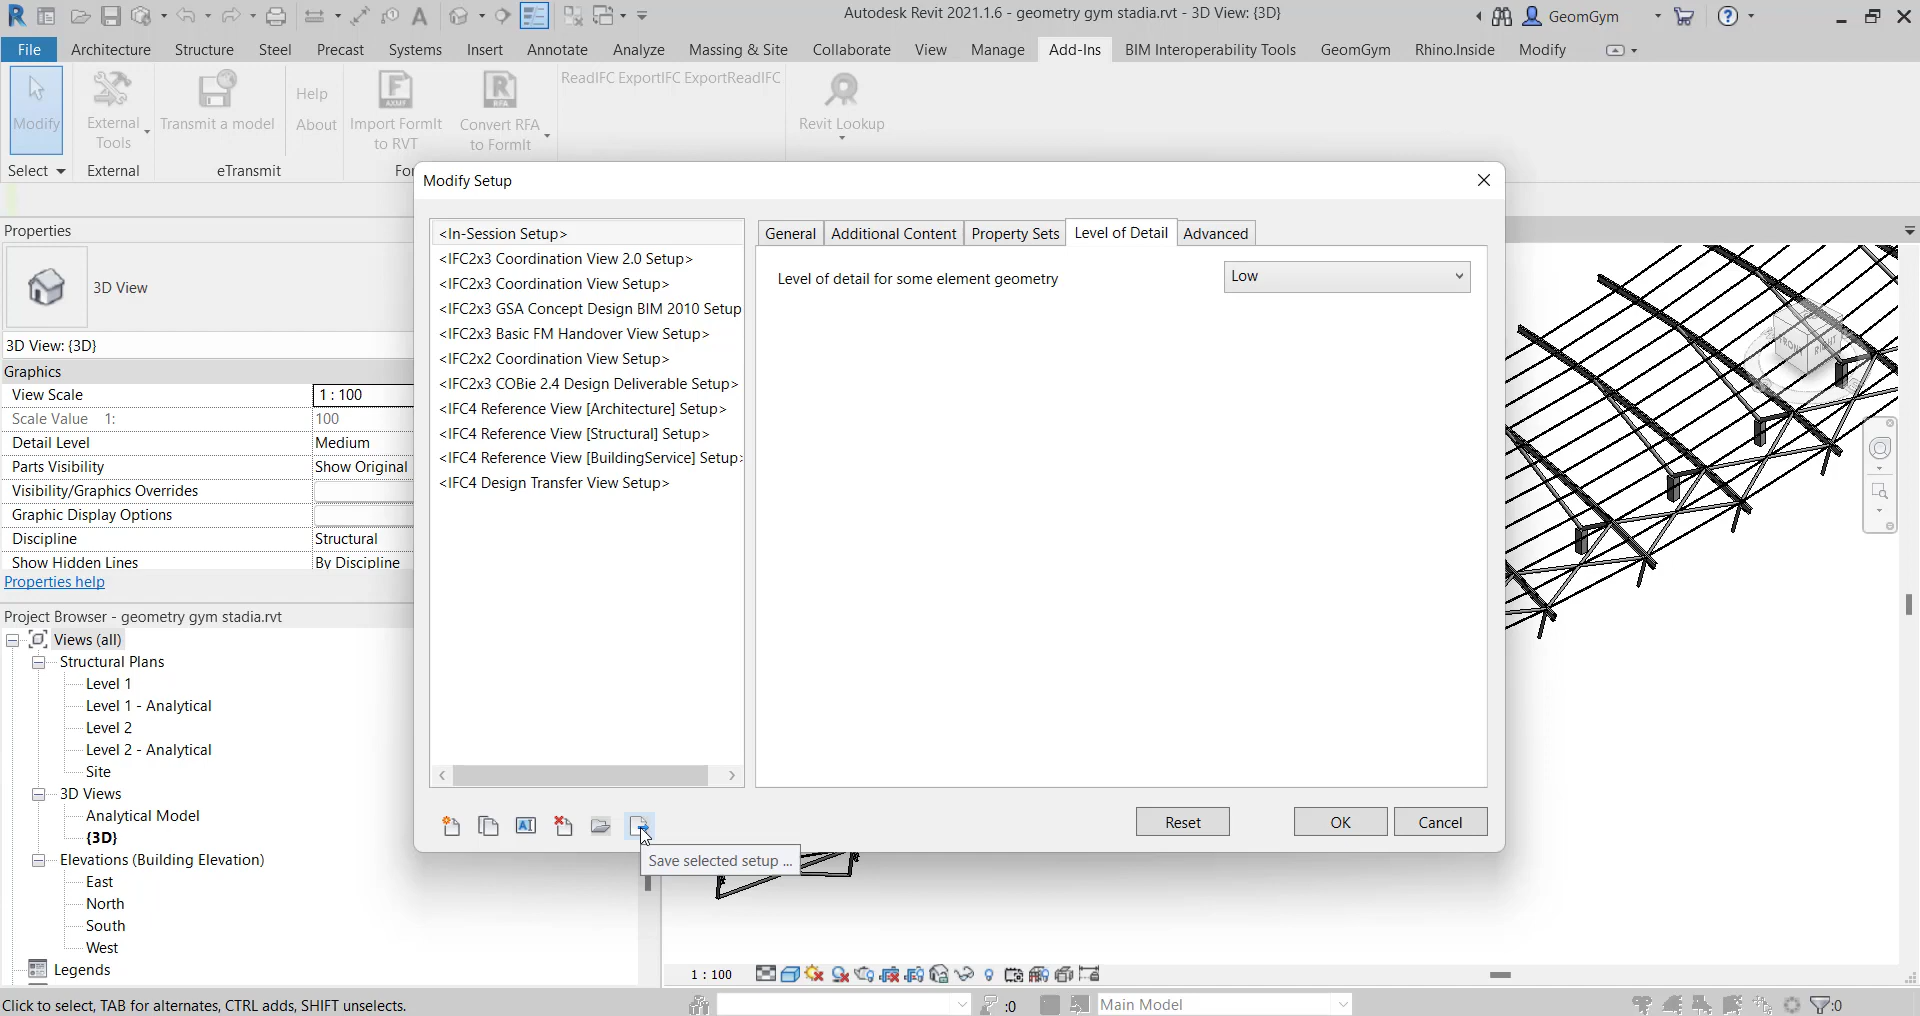 Autodesk Revit 2021.1.6 - geometry gym stadia.rvt - 3D View: {3D}
GeomGym
File Architecture Structure Steel Precast Systems Insert Annotate Analyze Massing & Site Collaborate View Manage Add-Ins BIM Interoperability Tools GeomGym Rhino.Inside Modify
Modify
External
Tools
Transmit a model
Help
About
Import FormIt
to RVT
Convert RFA
to FormIt
ReadIFC ExportIFC ExportReadIFC
Revit Lookup
Select
External
eTransmit
For
Modify Setup
<In-Session Setup>
<IFC2x3 Coordination View 2.0 Setup>
<IFC2x3 Coordination View Setup>
<IFC2x3 GSA Concept Design BIM 2010 Setup
<IFC2x3 Basic FM Handover View Setup>
<IFC2x2 Coordination View Setup>
<IFC2x3 COBie 2.4 Design Deliverable Setup>
<IFC4 Reference View [Architecture] Setup>
<IFC4 Reference View [Structural] Setup>
<IFC4 Reference View [BuildingService] Setup>
<IFC4 Design Transfer View Setup>
General Additional Content Property Sets Level of Detail Advanced
Level of detail for some element geometry Low
Reset OK Cancel
Save selected setup ...
Properties
3D View
3D View: {3D}
Graphics
View Scale 1 : 100
Scale Value 1: 100
Detail Level Medium
Parts Visibility Show Original
Visibility/Graphics Overrides
Graphic Display Options
Discipline Structural
Show Hidden Lines By Discipline
Properties help
Project Browser - geometry gym stadia.rvt
Views (all)
Structural Plans
Level 1
Level 1 - Analytical
Level 2
Level 2 - Analytical
Site
3D Views
Analytical Model
{3D}
Elevations (Building Elevation)
East
North
South
West
Legends
FRONT RIGHT
1 : 100
Click to select, TAB for alternates, CTRL adds, SHIFT unselects.
:0
Main Model
:0